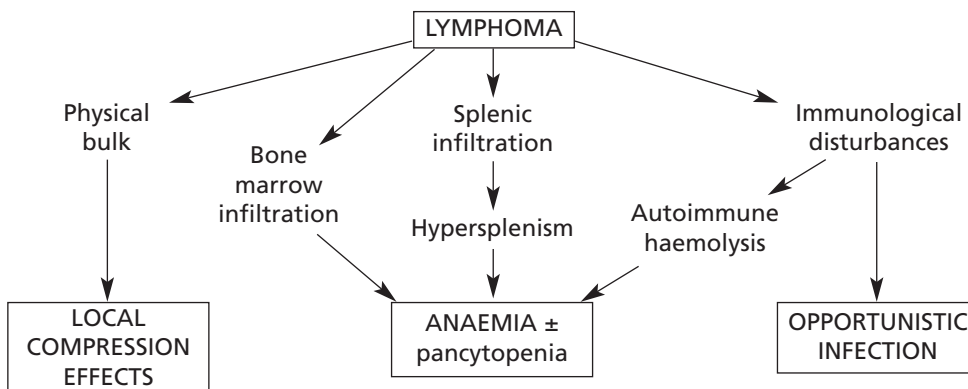 LYMPHOMA
Physical
bulk
Bone
marrow
infiltration
Splenic
infiltration
Hypersplenism
Immunological
disturbances
Autoimmune
haemolysis
LOCAL
COMPRESSION
EFFECTS
ANAEMIA ±
pancytopenia
OPPORTUNISTIC
INFECTION